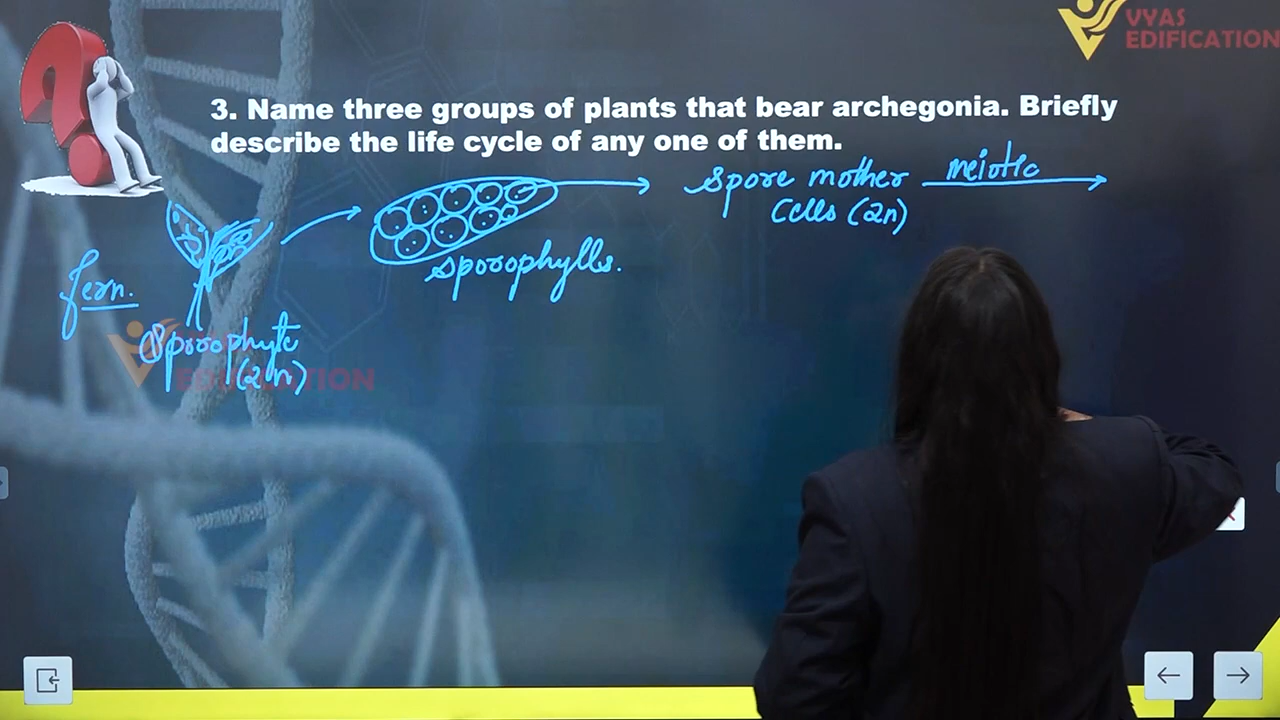 VYAS
EDIFICATION
3. Name three groups of plants that bear archegonia. Briefly
describe the life cycle of any one of them.
spore mother meiotic
cells (2n)
sporophylls.
fern.
Sporophyte
(2n)
EDIFICATION